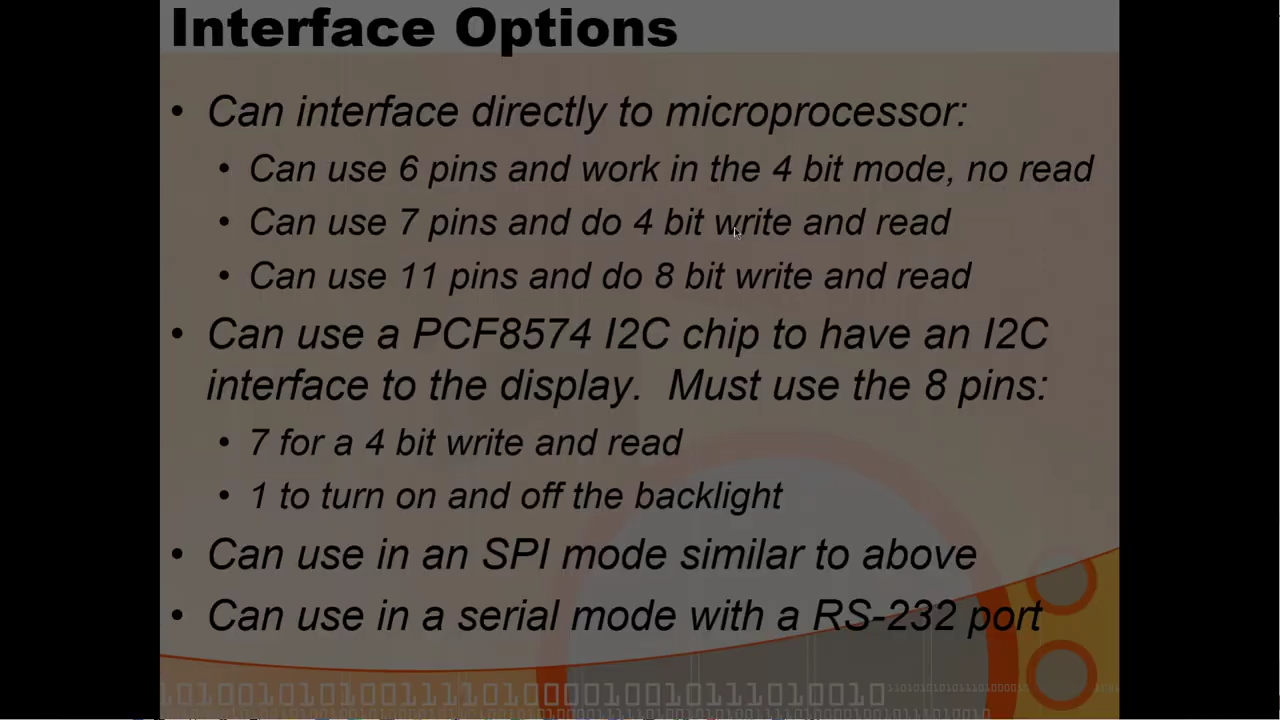 Interface Options
• Can interface directly to microprocessor:
• Can use 6 pins and work in the 4 bit mode, no read
• Can use 7 pins and do 4 bit write and read
• Can use 11 pins and do 8 bit write and read
• Can use a PCF8574 I2C chip to have an I2C
interface to the display. Must use the 8 pins:
• 7 for a 4 bit write and read
• 1 to turn on and off the backlight
• Can use in an SPI mode similar to above
• Can use in a serial mode with a RS-232 port